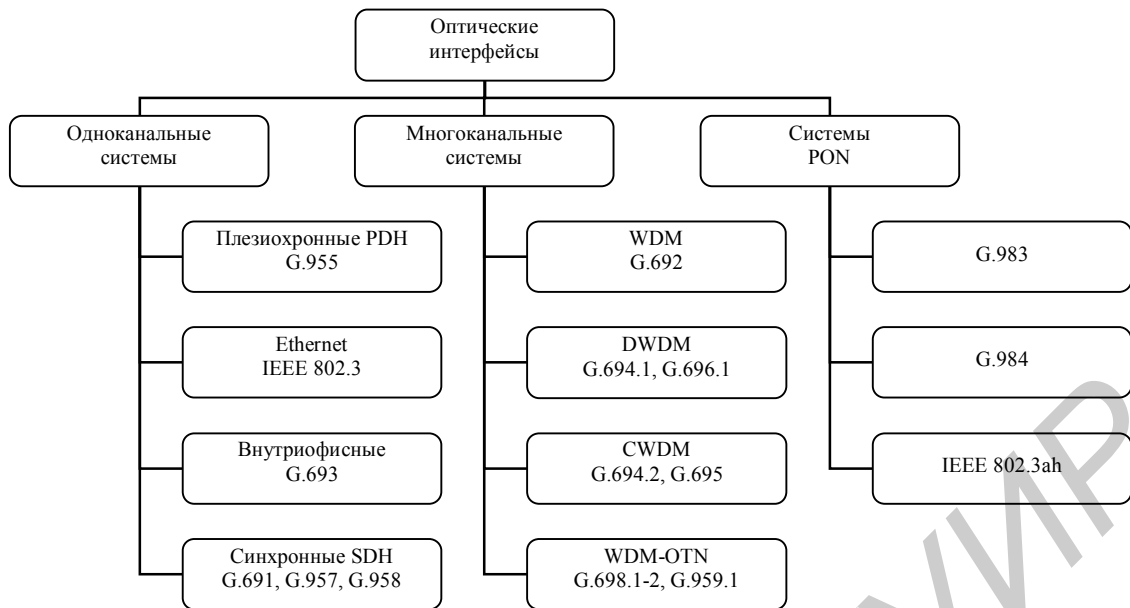 Оптические
интерфейсы
Одноканальные
системы
Многоканальные
системы
Системы
PON
Плезиохронные PDH
G.955
WDM
G.692
G.983
Ethernet
IEEE 802.3
DWDM
G.694.1, G.696.1
G.984
Внутриофисные
G.693
CWDM
G.694.2, G.695
IEEE 802.3ah
Синхронные SDH
G.691, G.957, G.958
WDM-OTN
G.698.1-2, G.959.1